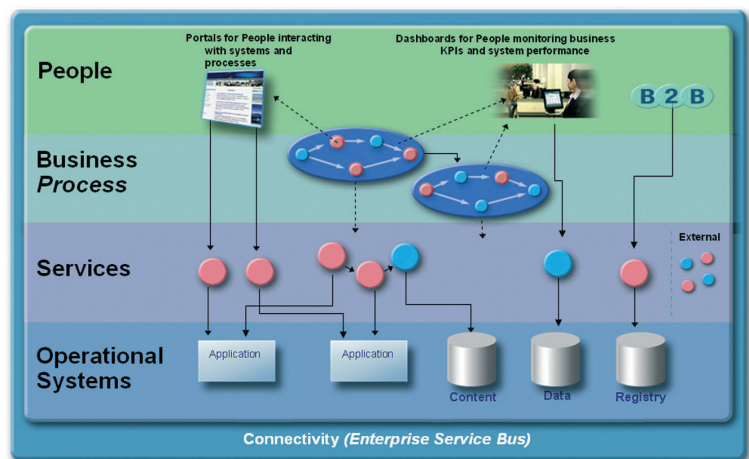 Portals for People interacting
with systems and
processes
Dashboards for People monitoring business
KPIs and system performance
People
B 2 B
Business
Process
Services
External
Operational
Systems
Application
Application
Content
Data
Registry
Connectivity (Enterprise Service Bus)